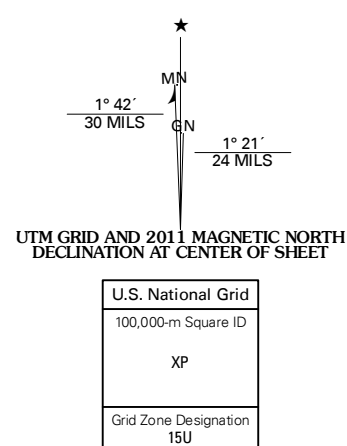 ★
MN
1° 42´
30 MILS
GN
1° 21´
24 MILS
UTM GRID AND 2011 MAGNETIC NORTH
DECLINATION AT CENTER OF SHEET
U.S. National Grid
100,000-m Square ID
XP
Grid Zone Designation
15U